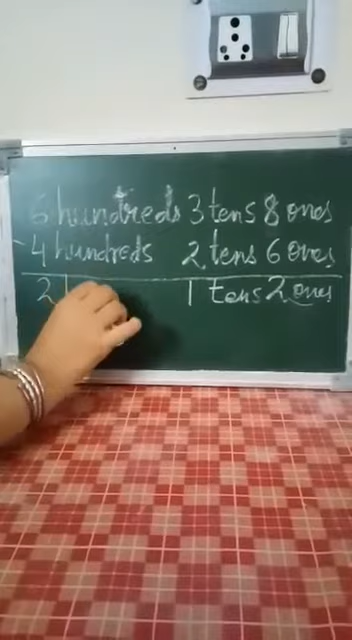 6 hundreds 3 tens 8 ones
- 4 hundreds 2 tens 6 ones
2 1 tens 2 ones